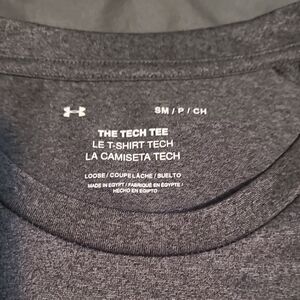 SM / P / CH
THE TECH TEE
LE T-SHIRT TECH
LA CAMISETA TECH
LOOSE / COUPE LÂCHE / SUELTO
MADE IN EGYPT / FABRIQUÉ EN ÉGYPTE /
HECHO EN EGIPTO